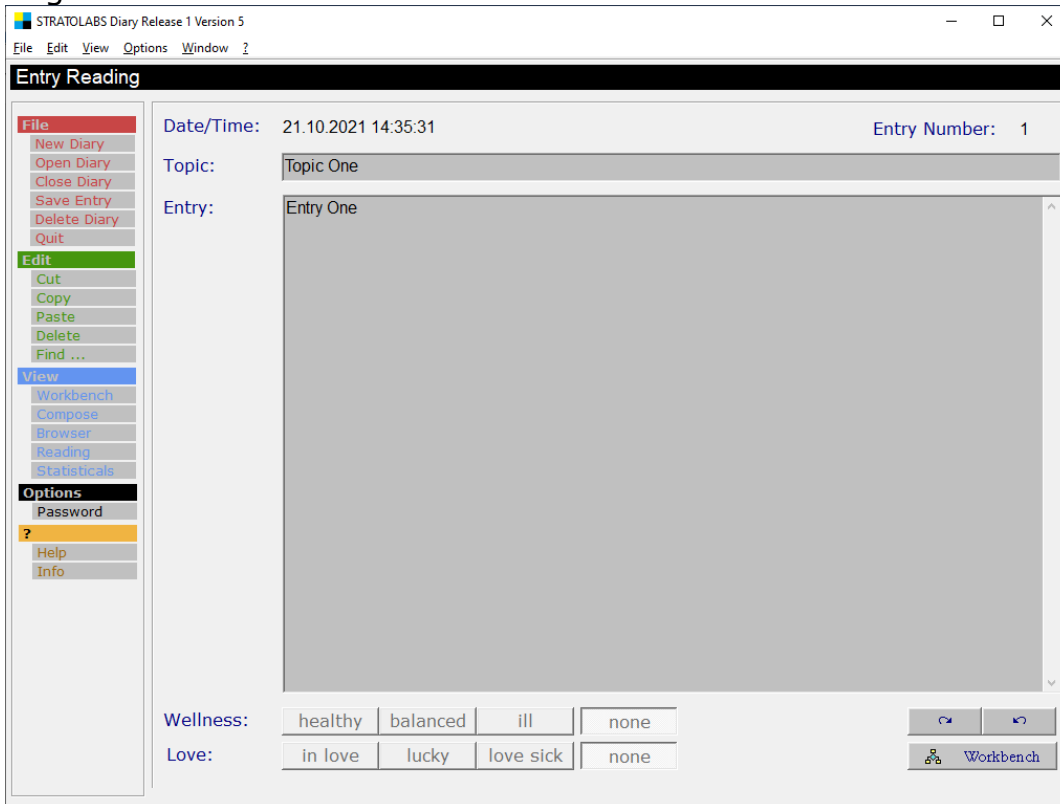 STRATOLABS Diary Release 1 Version 5
File Edit View Options Window ?
Entry Reading
File
New Diary
Open Diary
Close Diary
Save Entry
Delete Diary
Quit
Edit
Cut
Copy
Paste
Delete
Find ...
View
Workbench
Compose
Browser
Reading
Statisticals
Options
Password
?
Help
Info
Date/Time: 21.10.2021 14:35:31 Entry Number: 1
Topic: Topic One
Entry: Entry One
Wellness: healthy balanced ill none
Love: in love lucky love sick none
Workbench